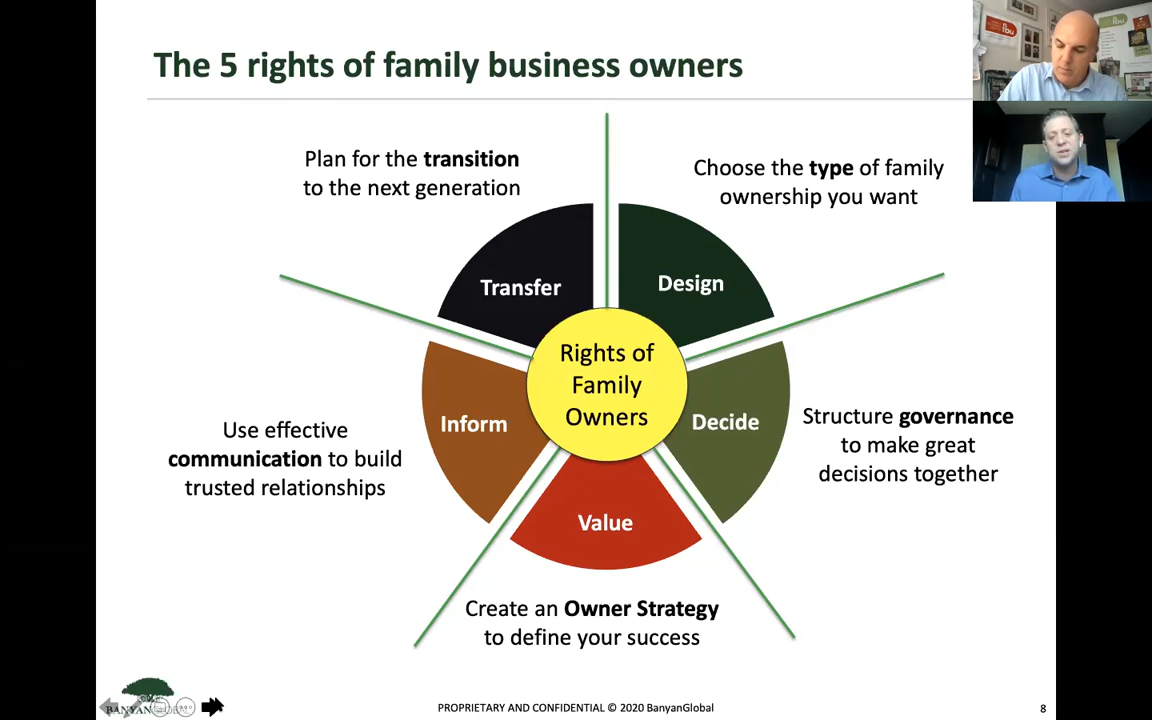 The 5 rights of family business owners
fbu
Plan for the transition
to the next generation
Choose the type of family
ownership you want
Transfer
Design
Rights of
Family
Owners
Inform
Decide
Use effective
communication to build
trusted relationships
Structure governance
to make great
decisions together
Value
Create an Owner Strategy
to define your success
PROPRIETARY AND CONFIDENTIAL © 2020 BanyanGlobal
8